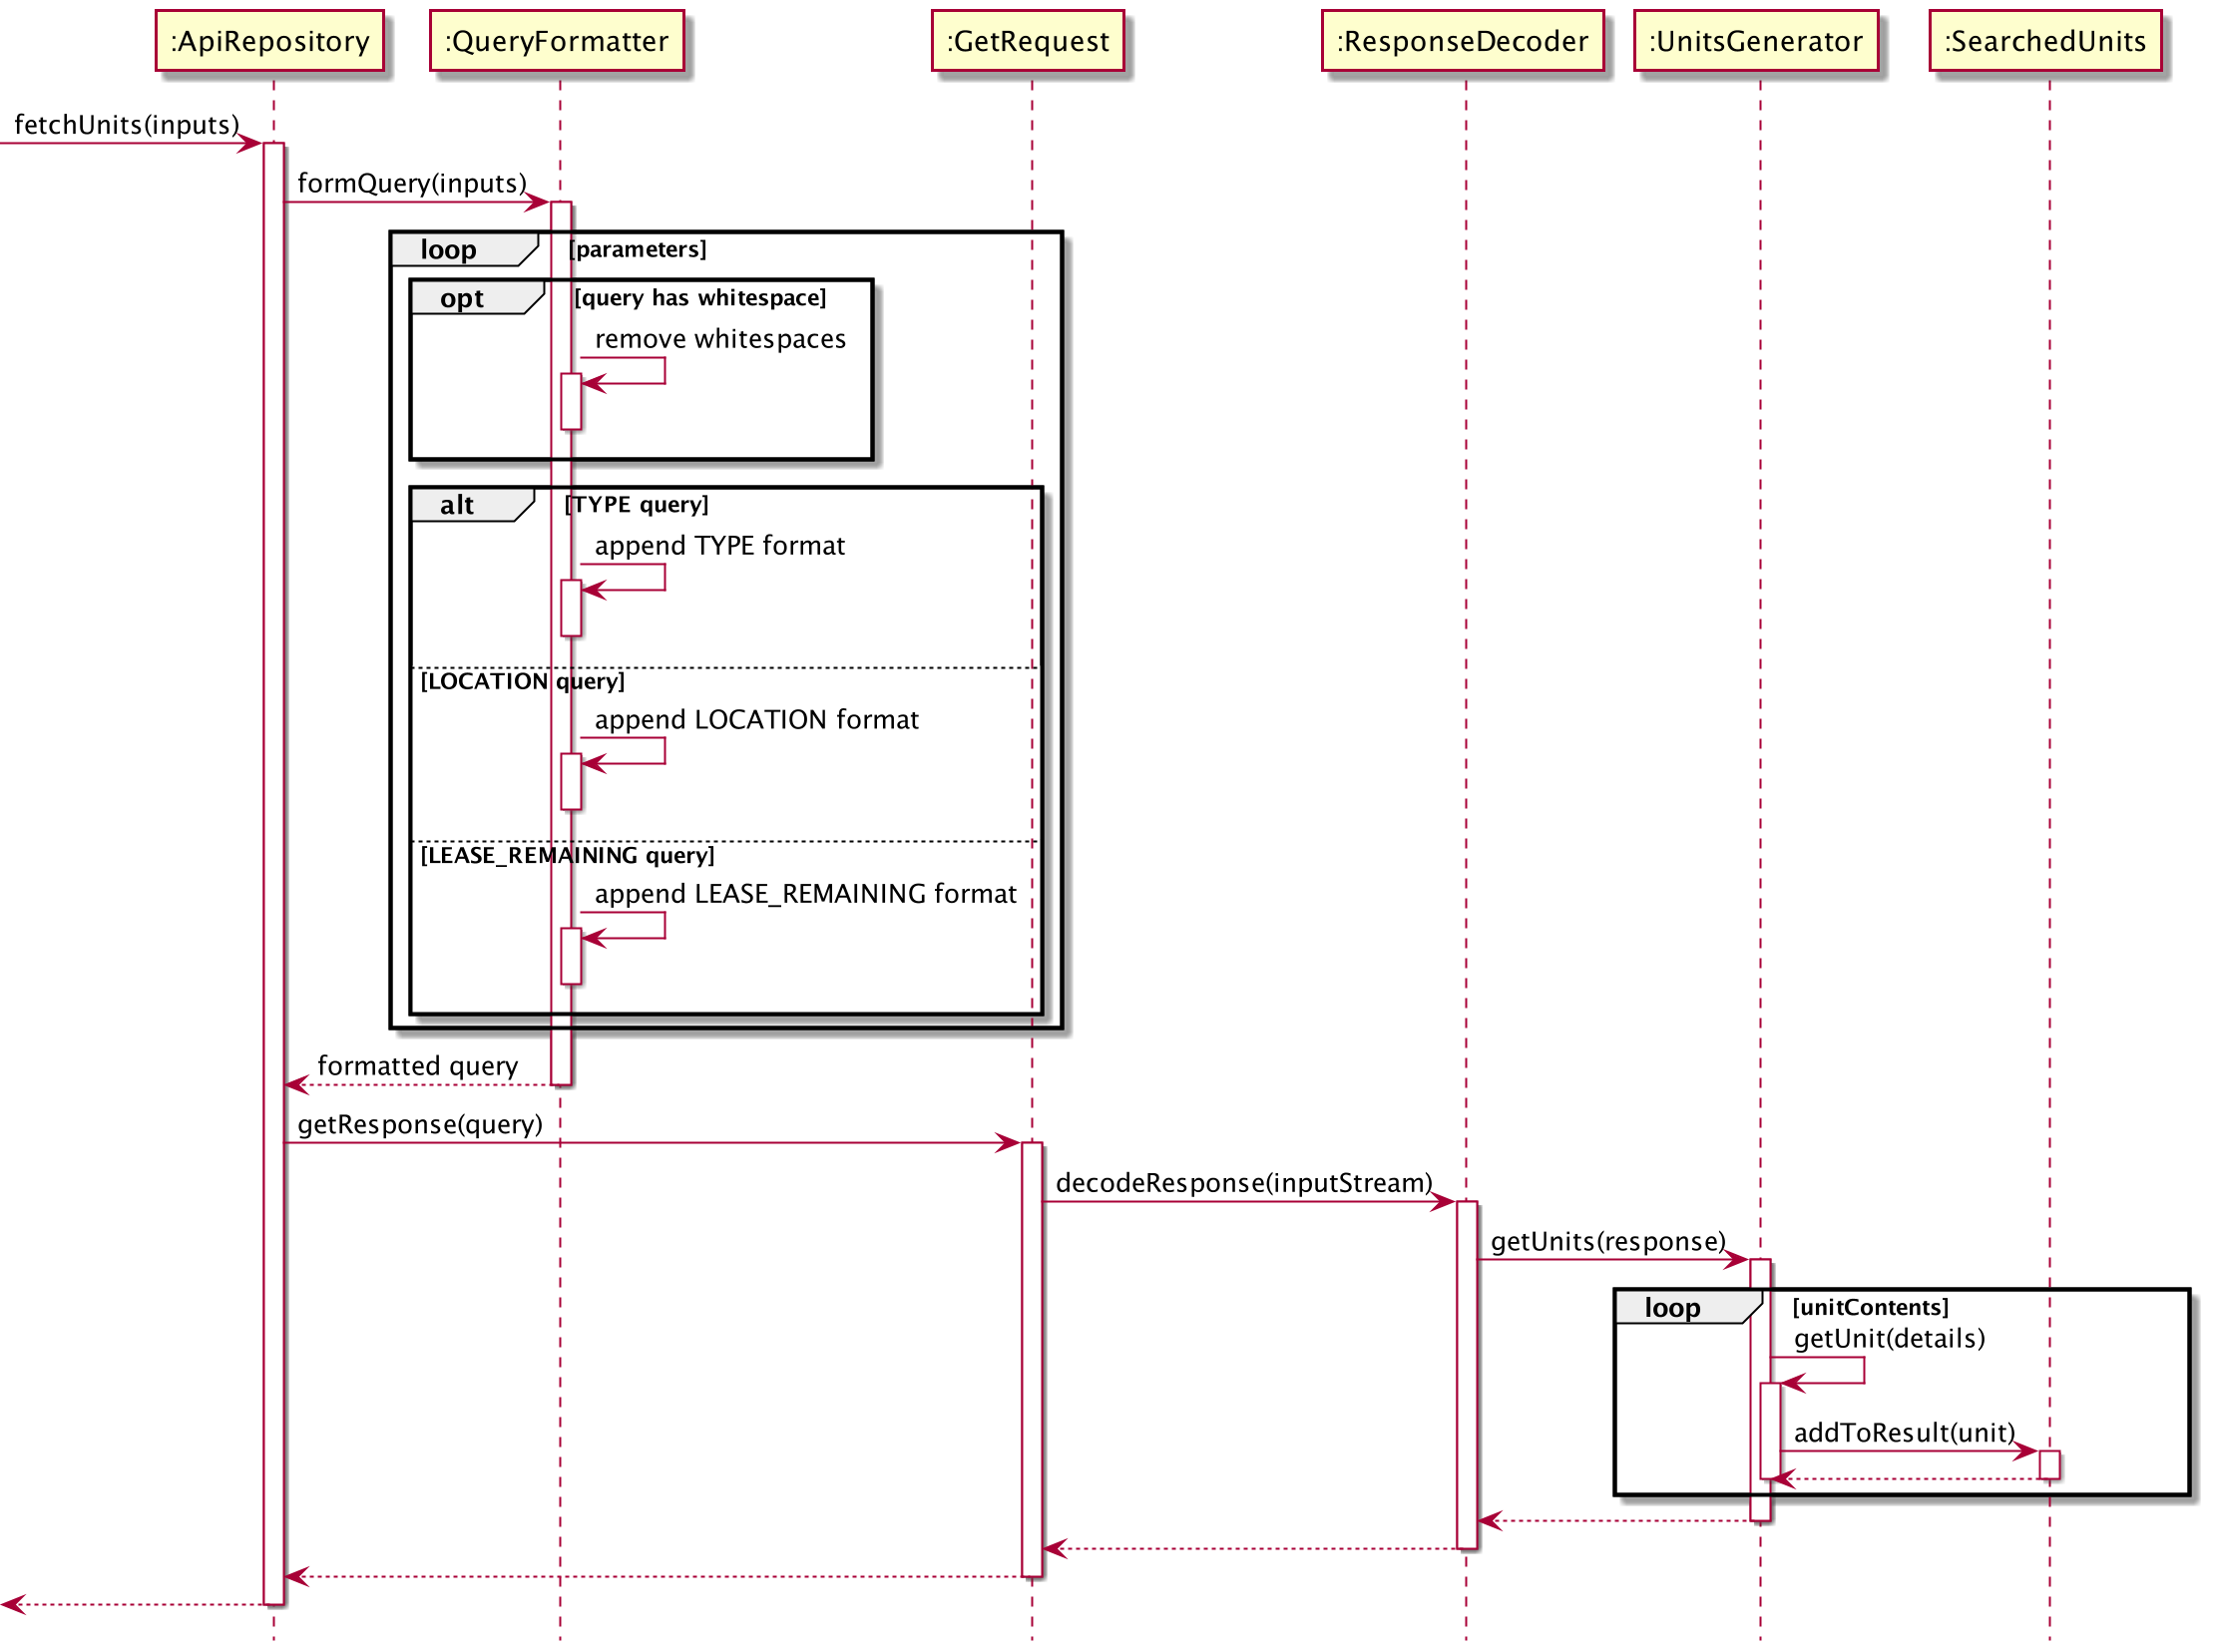 :ApiRepository
:QueryFormatter
:GetRequest
:ResponseDecoder
:UnitsGenerator
:SearchedUnits
fetchUnits(inputs)
formQuery(inputs)
loop
[parameters]
opt
[query has whitespace]
remove whitespaces
alt
[TYPE query]
append TYPE format
[LOCATION query]
append LOCATION format
[LEASE_REMAINING query]
append LEASE_REMAINING format
formatted query
getResponse(query)
decodeResponse(inputStream)
getUnits(response)
loop
[unitContents]
getUnit(details)
addToResult(unit)